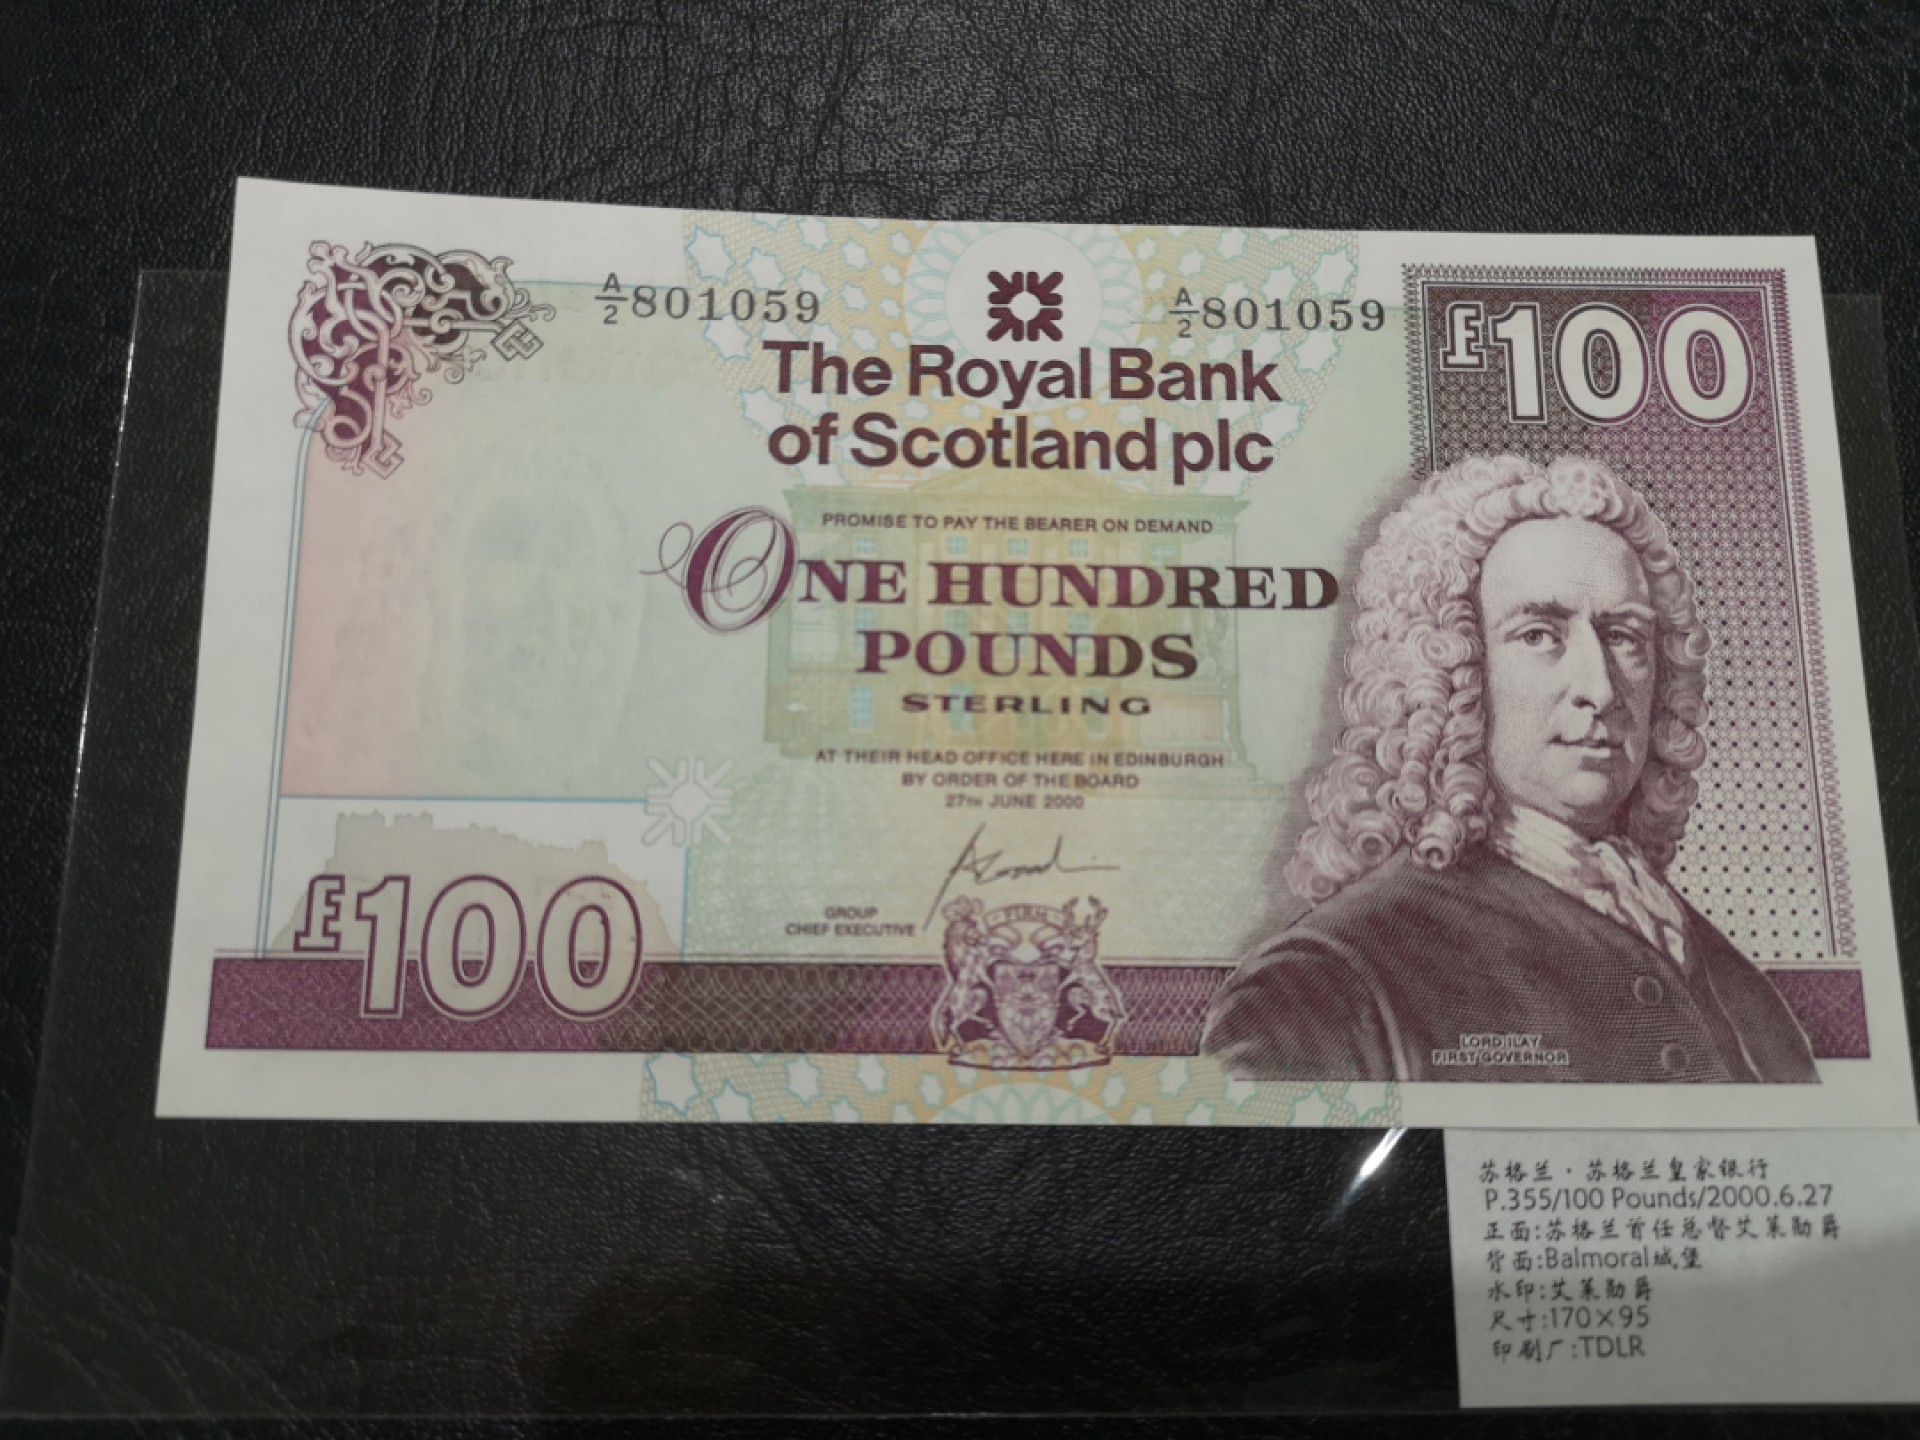 A/2 801059
A/2 801059
£100
The Royal Bank
of Scotland plc
PROMISE TO PAY THE BEARER ON DEMAND
ONE HUNDRED
POUNDS
STERLING
AT THEIR HEAD OFFICE HERE IN EDINBURGH
BY ORDER OF THE BOARD
27TH JUNE 2000
GROUP
CHIEF EXECUTIVE
FIRM
£100
LORD ILAY
FIRST GOVERNOR
苏格兰·苏格兰皇家银行
P.355/100 Pounds/2000.6.27
正面:苏格兰首任总督艾莱勋爵
背面:Balmoral城堡
水印:艾莱勋爵
尺寸:170×95
印刷厂:TDLR